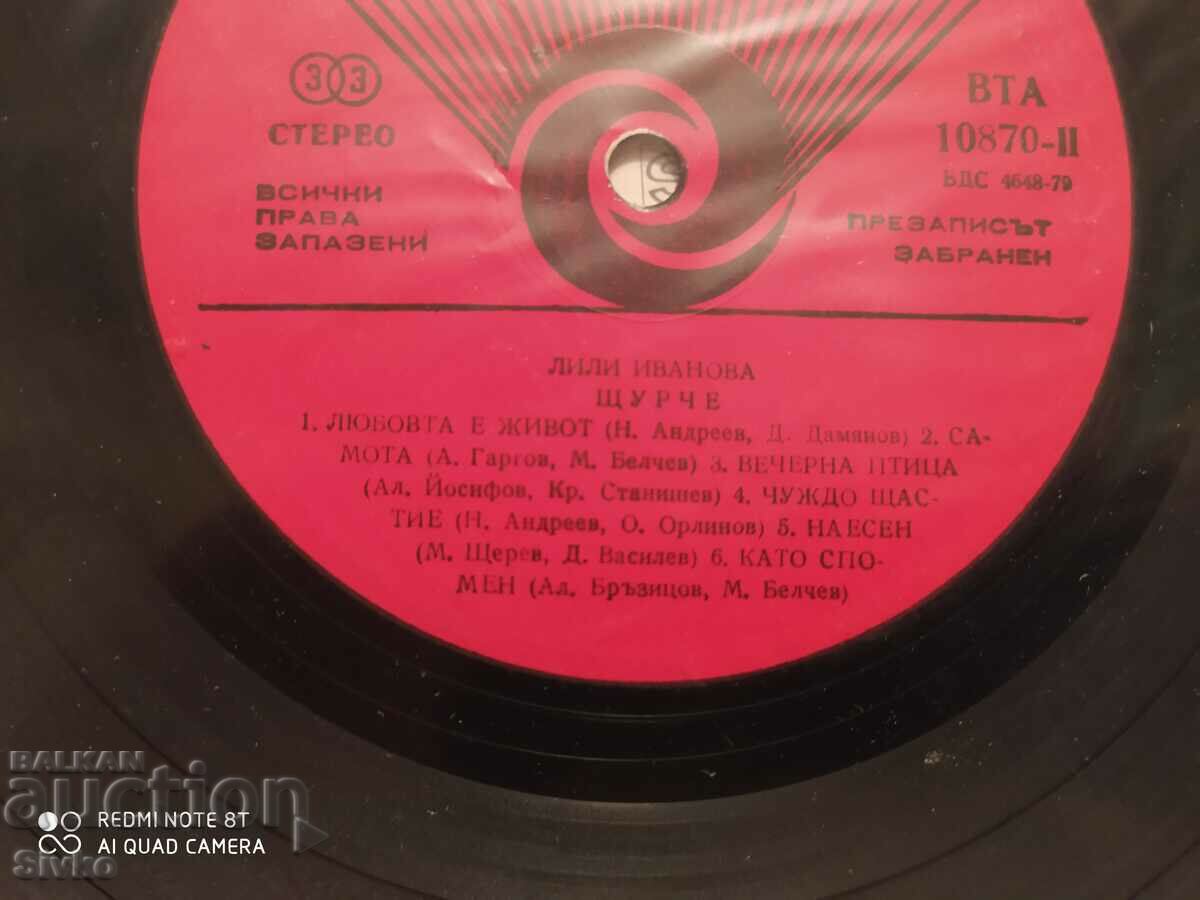 33
СТЕРЕО
ВСИЧКИ
ПРАВА
ЗАПАЗЕНИ
ВТА
10870-II
БДС 4648-79
ПРЕЗАПИСЪТ
ЗАБРАНЕН
ЛИЛИ ИВАНОВА
ЩУРЧЕ
1. ЛЮБОВТА Е ЖИВОТ (Н. Андреев, Д. Дамянов) 2. СА-
МОТА (А. Гаргов, М. Белчев) 3. ВЕЧЕРНА ПТИЦА
(Ал. Йосифов, Кр. Станишев) 4. ЧУЖДО ЩАС-
ТИЕ (Н. Андреев, О. Орлинов) 5. НАЕСЕН
(М. Щерев, Д. Василев) 6. КАТО СПО-
МЕН (Ал. Бръзицов, М. Белчев)
BALKAN
auction
REDMI NOTE 8T
AI QUAD CAMERA
Sivko